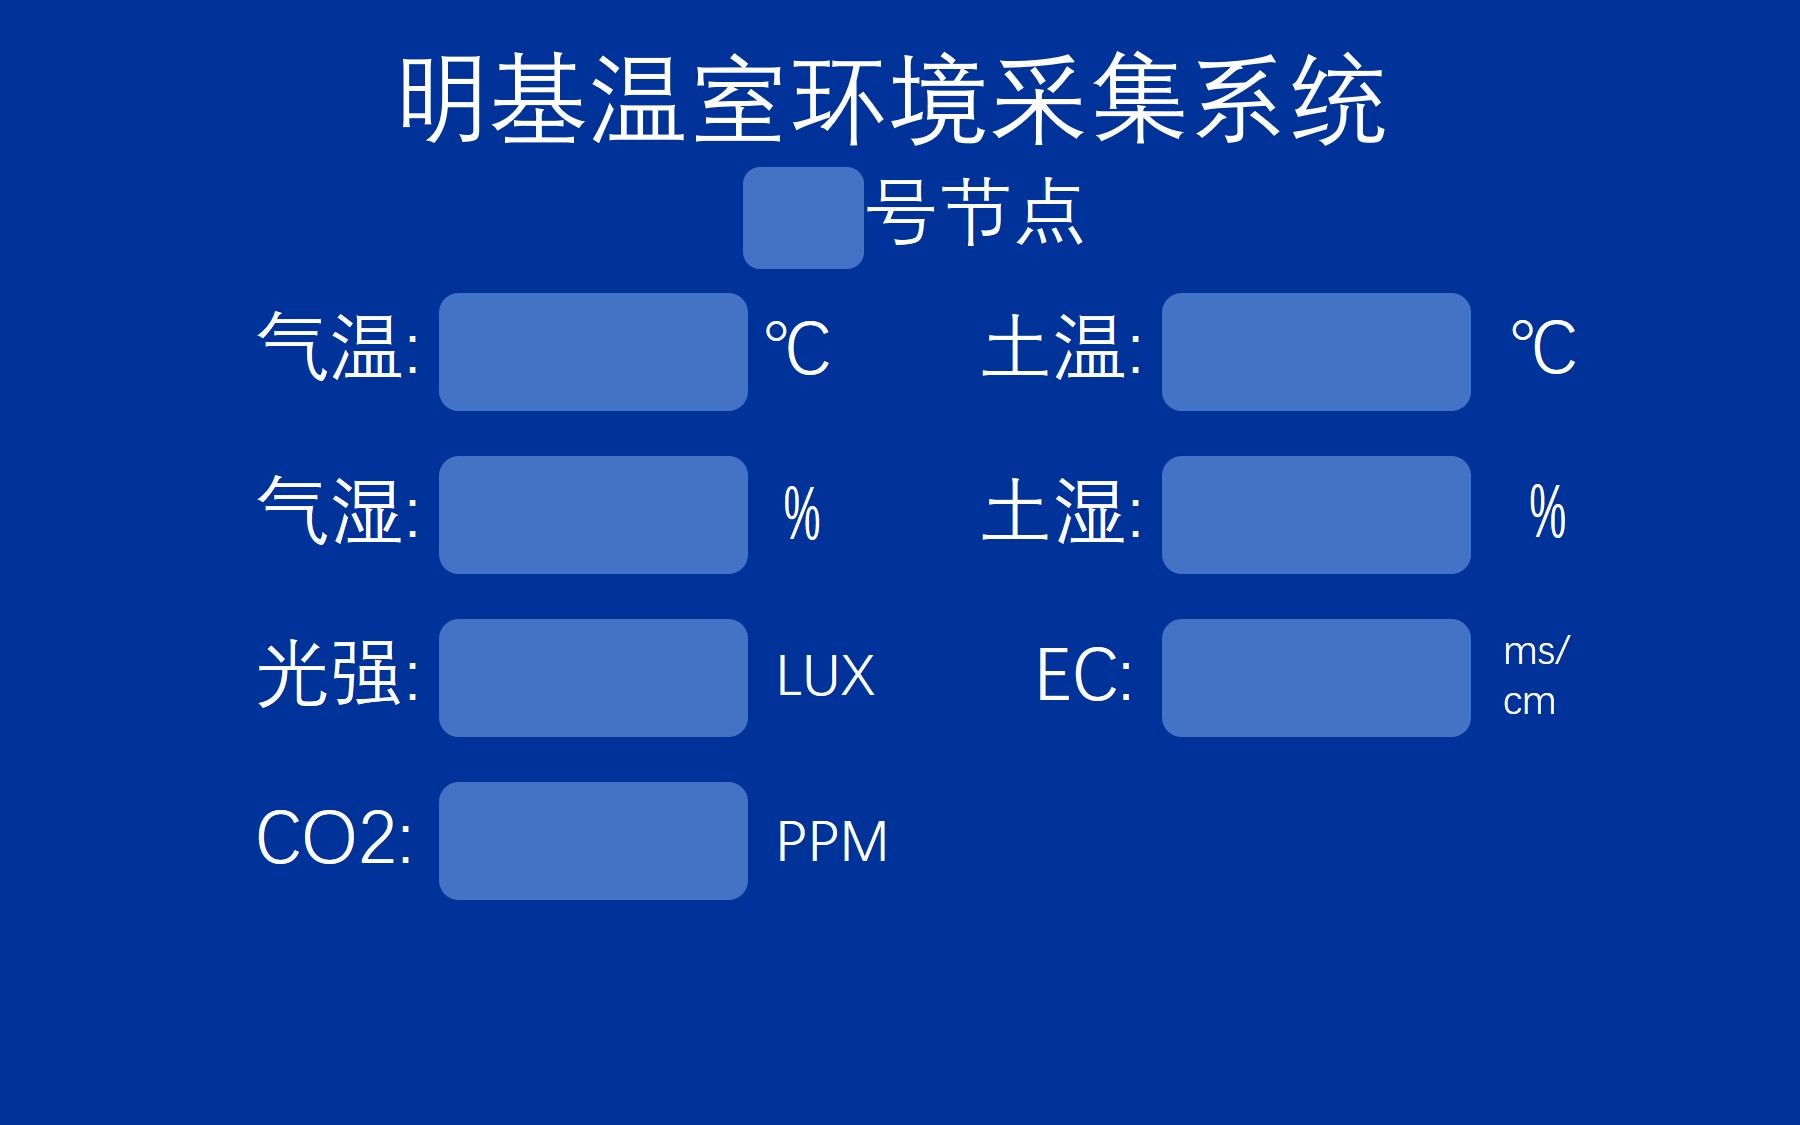 明基温室环境采集系统
号节点
气温: ℃ 土温: ℃
气湿: % 土湿: %
光强: LUX EC: ms/
cm
CO2: PPM